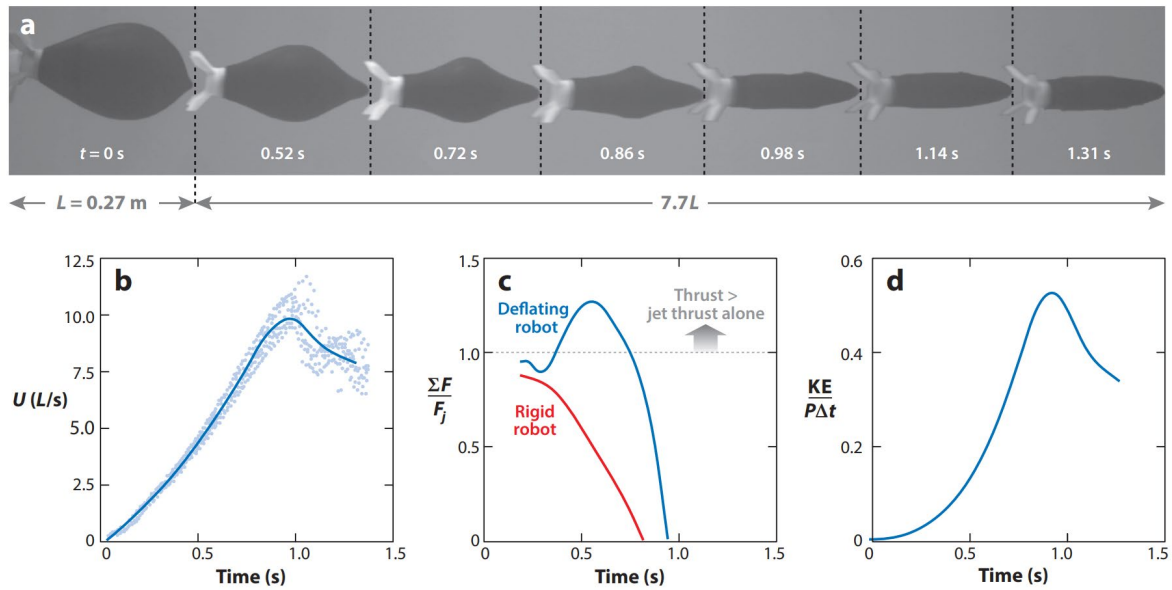 a
t = 0 s
0.52 s
0.72 s
0.86 s
0.98 s
1.14 s
1.31 s
L = 0.27 m
7.7L
b
12.5
10.0
7.5
5.0
2.5
0
U (L/s)
0
0.5
1.0
1.5
Time (s)
c
1.5
1.0
0.5
0
ΣF
F_j
Deflating
robot
Rigid
robot
Thrust >
jet thrust alone
0
0.5
1.0
1.5
Time (s)
d
0.6
0.4
0.2
0
KE
PΔt
0
0.5
1.0
1.5
Time (s)